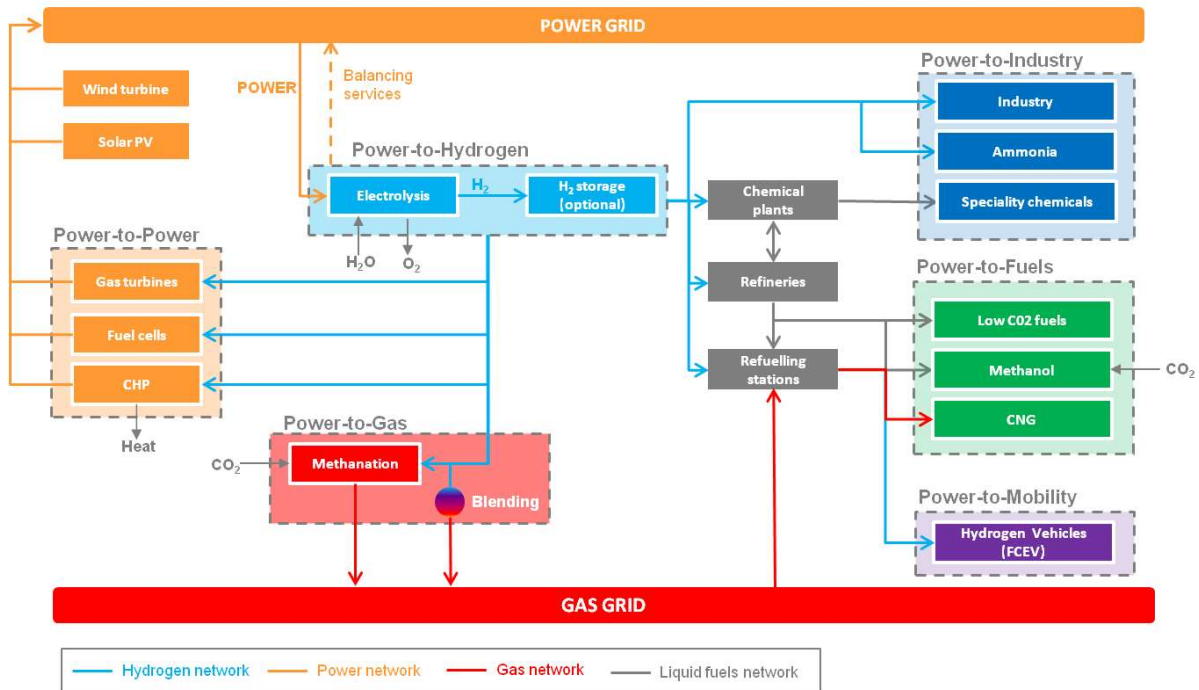 POWER GRID
Wind turbine
Solar PV
POWER
Balancing
services
Power-to-Hydrogen
Electrolysis
H₂
H₂ storage
(optional)
H₂O
O₂
Power-to-Power
Gas turbines
Fuel cells
CHP
Heat
Power-to-Gas
CO₂
Methanation
Blending
Chemical
plants
Refineries
Refuelling
stations
Power-to-Industry
Industry
Ammonia
Speciality chemicals
Power-to-Fuels
Low C02 fuels
Methanol
CO₂
CNG
Power-to-Mobility
Hydrogen Vehicles
(FCEV)
GAS GRID
Hydrogen network
Power network
Gas network
Liquid fuels network